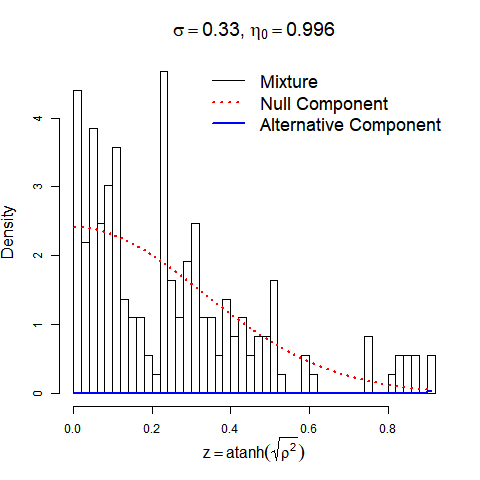 σ = 0.33, η₀ = 0.996
Mixture
Null Component
Alternative Component
Density
4
3
2
1
0
0.0 0.2 0.4 0.6 0.8
z = atanh(√ρ²)